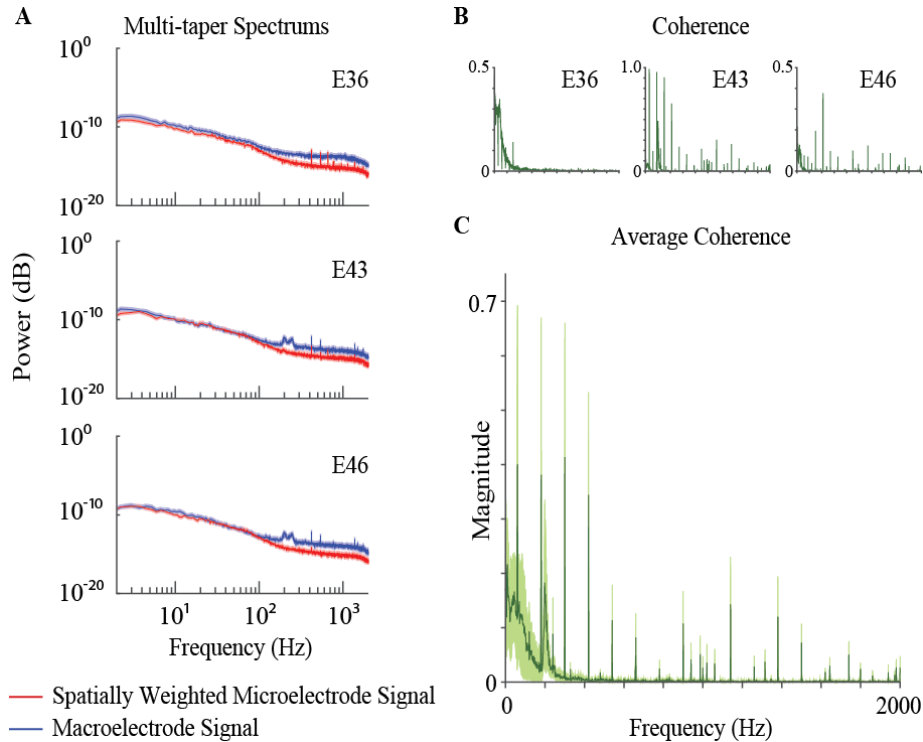 A
Multi-taper Spectrums
10^0
E36
10^-10
10^-20
10^0
E43
10^-10
10^-20
10^0
E46
10^-10
10^-20
Power (dB)
10^1 10^2 10^3
Frequency (Hz)
Spatially Weighted Microelectrode Signal
Macroelectrode Signal
B
Coherence
0.5
E36
0
1.0
E43
0
0.5
E46
0
C
Average Coherence
0.7
Magnitude
0
0 2000
Frequency (Hz)